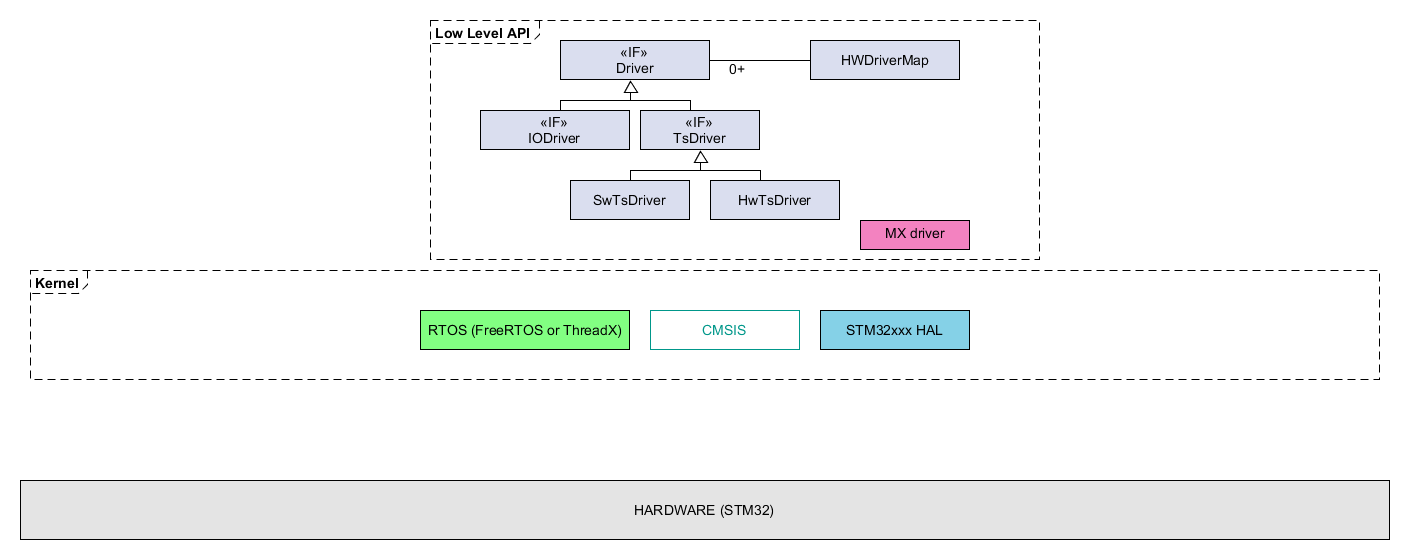 Low Level API
«IF»
Driver
0+
HWDriverMap
«IF»
IODriver
«IF»
TsDriver
SwTsDriver
HwTsDriver
MX driver
Kernel
RTOS (FreeRTOS or ThreadX)
CMSIS
STM32xxx HAL
HARDWARE (STM32)